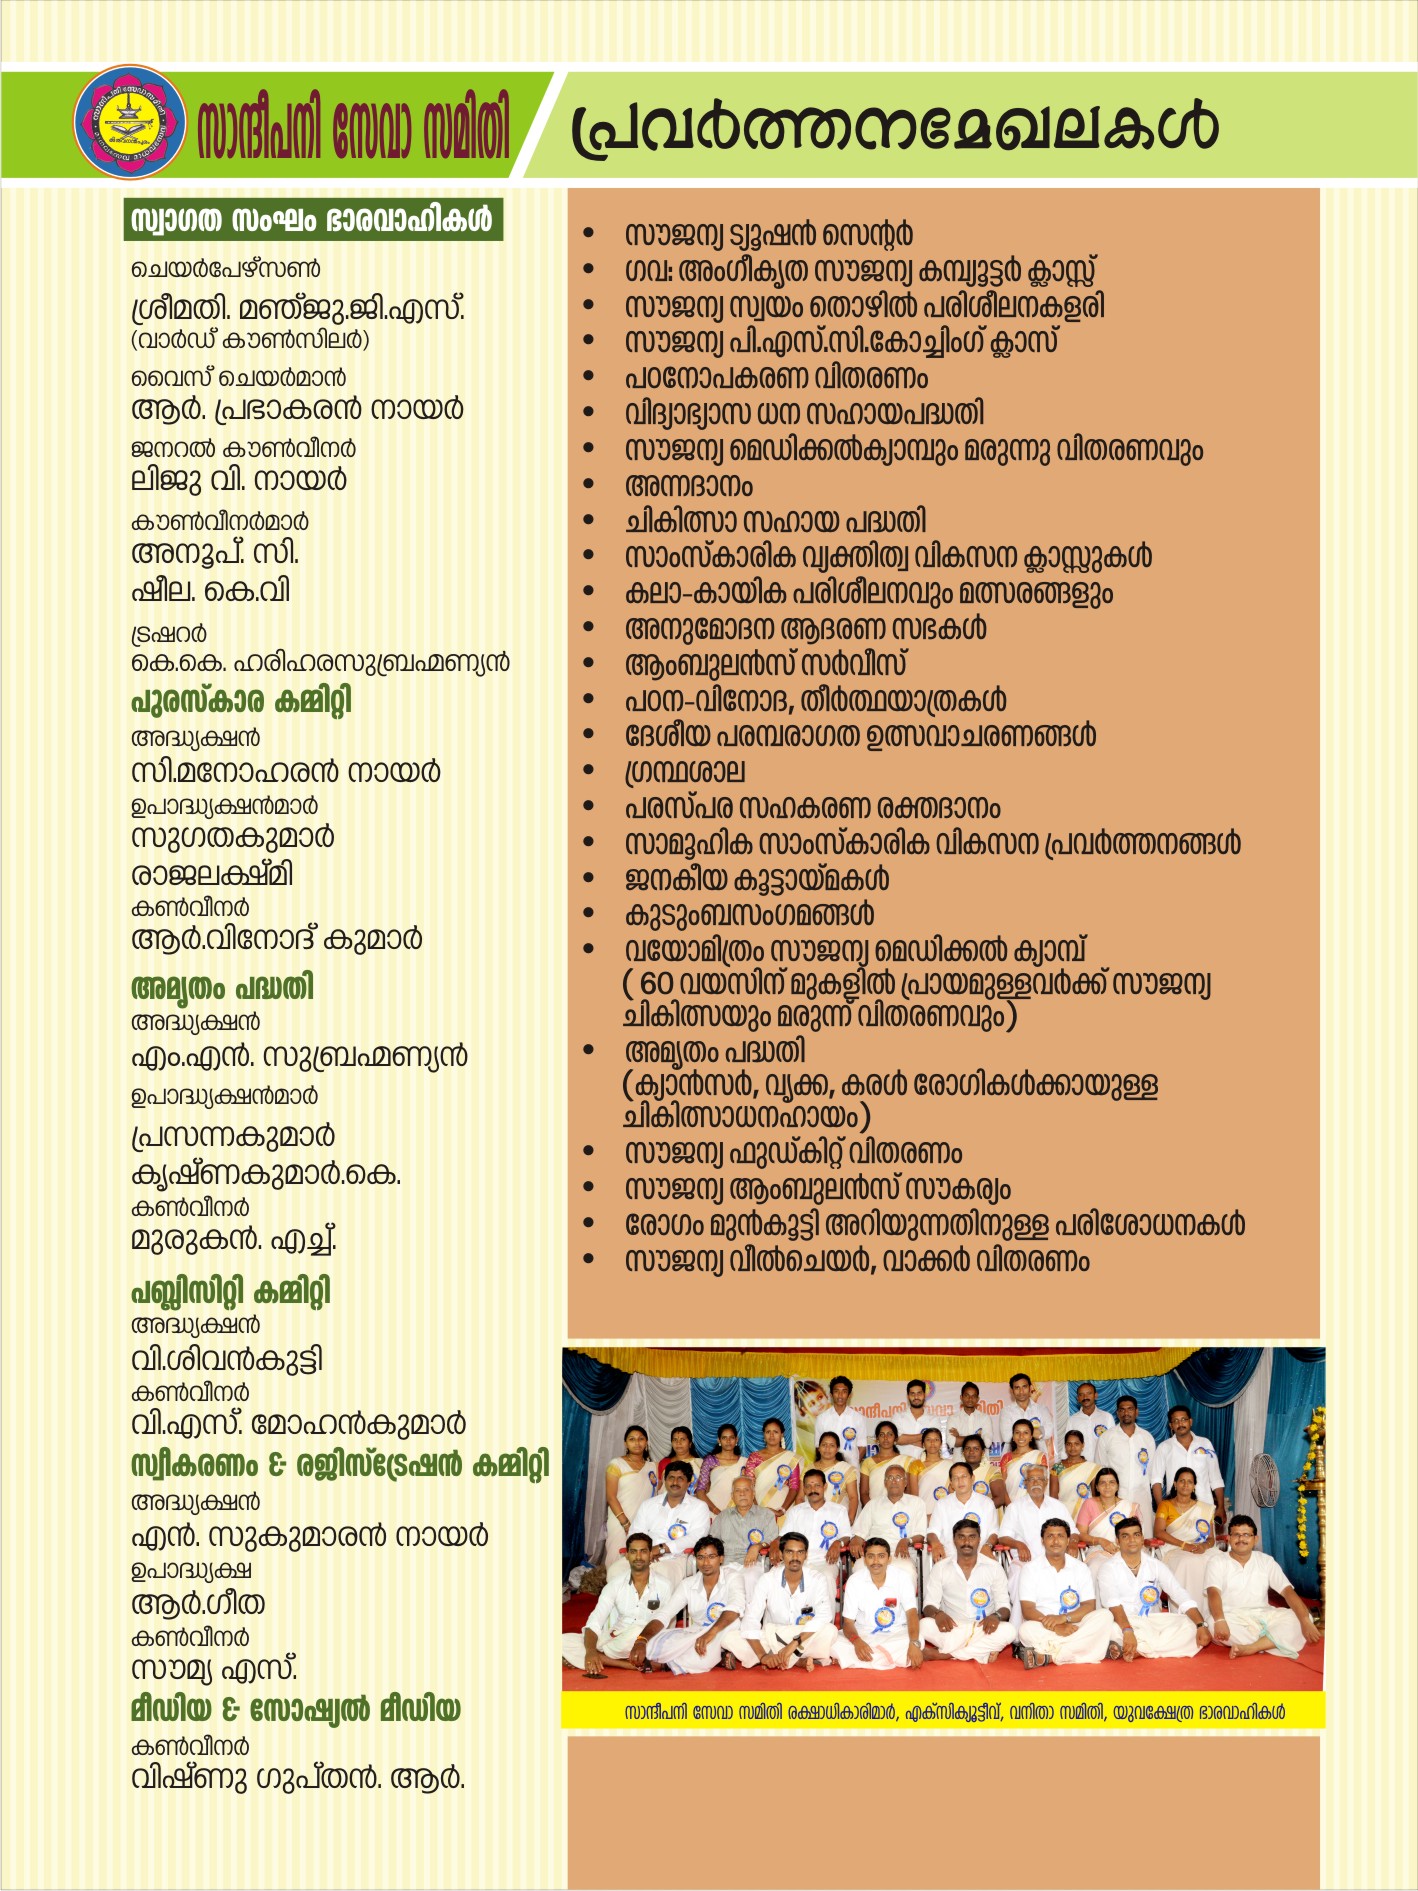 സാന്ദീപനി സേവാ സമിതി
പ്രവർത്തനമേഖലകൾ
സ്വാഗത സംഘം ഭാരവാഹികൾ
ചെയർപേഴ്സൺ
ശ്രീമതി. മഞ്ജു.ജി.എസ്.
(വാർഡ് കൗൺസിലർ)
വൈസ് ചെയർമാൻ
ആർ. പ്രഭാകരൻ നായർ
ജനറൽ കൺവീനർ
ലിജു വി. നായർ
കൗൺവീനർമാർ
അനൂപ്. സി.
ഷീല. കെ.വി
ട്രഷറർ
കെ.കെ. ഹരിഹരസുബ്രഹ്മണ്യൻ
പുരസ്കാര കമ്മിറ്റി
അദ്ധ്യക്ഷൻ
സി.മനോഹരൻ നായർ
ഉപാദ്ധ്യക്ഷൻമാർ
സുഗതകുമാർ
രാജലക്ഷ്മി
കൺവീനർ
ആർ.വിനോദ് കുമാർ
അമൃതം പദ്ധതി
അദ്ധ്യക്ഷൻ
എം.എൻ. സുബ്രഹ്മണ്യൻ
ഉപാദ്ധ്യക്ഷൻമാർ
പ്രസന്നകുമാർ
കൃഷ്ണകുമാർ.കെ.
കൺവീനർ
മുരുകൻ. എച്ച്.
പബ്ലിസിറ്റി കമ്മിറ്റി
അദ്ധ്യക്ഷൻ
വി.ശിവൻകുട്ടി
കൺവീനർ
വി.എസ്. മോഹൻകുമാർ
സ്വീകരണം & രജിസ്ട്രേഷൻ കമ്മിറ്റി
അദ്ധ്യക്ഷൻ
എൻ. സുകുമാരൻ നായർ
ഉപാദ്ധ്യക്ഷ
ആർ.ഗീത
കൺവീനർ
സൗമ്യ എസ്.
മീഡിയ & സോഷ്യൽ മീഡിയ
കൺവീനർ
വിഷ്ണു ഗുപ്തൻ. ആർ.
• സൗജന്യ ട്യൂഷൻ സെന്റർ
• ഗവ: അംഗീകൃത സൗജന്യ കമ്പ്യൂട്ടർ ക്ലാസ്സ്
• സൗജന്യ സ്വയം തൊഴിൽ പരിശീലനകളരി
• സൗജന്യ പി.എസ്.സി.കോച്ചിംഗ് ക്ലാസ്
• പഠനോപകരണ വിതരണം
• വിദ്യാഭ്യാസ ധന സഹായപദ്ധതി
• സൗജന്യ മെഡിക്കൽക്യാമ്പും മരുന്നു വിതരണവും
• അന്നദാനം
• ചികിത്സാ സഹായ പദ്ധതി
• സാംസ്കാരിക വ്യക്തിത്വ വികസന ക്ലാസ്സുകൾ
• കലാ-കായിക പരിശീലനവും മത്സരങ്ങളും
• അനുമോദന ആദരണ സഭകൾ
• ആംബുലൻസ് സർവീസ്
• പഠന-വിനോദ, തീർത്ഥയാത്രകൾ
• ദേശീയ പരമ്പരാഗത ഉത്സവാചരണങ്ങൾ
• ഗ്രന്ഥശാല
• പരസ്പര സഹകരണ രക്തദാനം
• സാമൂഹിക സാംസ്കാരിക വികസന പ്രവർത്തനങ്ങൾ
• ജനകീയ കൂട്ടായ്മകൾ
• കുടുംബസംഗമങ്ങൾ
• വയോമിത്രം സൗജന്യ മെഡിക്കൽ ക്യാമ്പ്
( 60 വയസിന് മുകളിൽ പ്രായമുള്ളവർക്ക് സൗജന്യ
ചികിത്സയും മരുന്ന് വിതരണവും)
• അമൃതം പദ്ധതി
(ക്യാൻസർ, വൃക്ക, കരൾ രോഗികൾക്കായുള്ള
ചികിത്സാധനഹായം)
• സൗജന്യ ഫുഡ്കിറ്റ് വിതരണം
• സൗജന്യ ആംബുലൻസ് സൗകര്യം
• രോഗം മുൻകൂട്ടി അറിയുന്നതിനുള്ള പരിശോധനകൾ
• സൗജന്യ വീൽചെയർ, വാക്കർ വിതരണം
സാന്ദീപനി സേവാ സമിതി രക്ഷാധികാരിമാർ, എക്സിക്യൂട്ടീവ്, വനിതാ സമിതി, യുവക്ഷേത്ര ഭാരവാഹികൾ